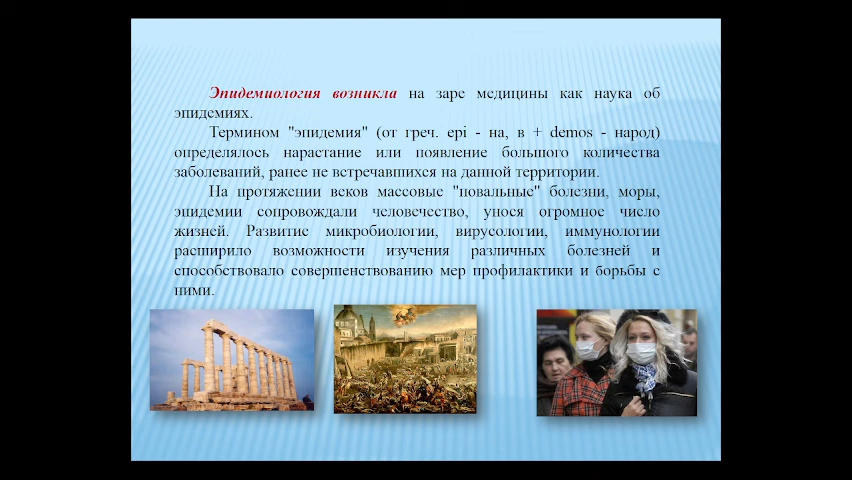 Эпидемиология возникла на заре медицины как наука об
эпидемиях.
Термином "эпидемия" (от греч. epi - на, в + demos - народ)
определялось нарастание или появление большого количества
заболеваний, ранее не встречавшихся на данной территории.
На протяжении веков массовые "повальные" болезни, моры,
эпидемии сопровождали человечество, унося огромное число
жизней. Развитие микробиологии, вирусологии, иммунологии
расширило возможности изучения различных болезней и
способствовало совершенствованию мер профилактики и борьбы с
ними.